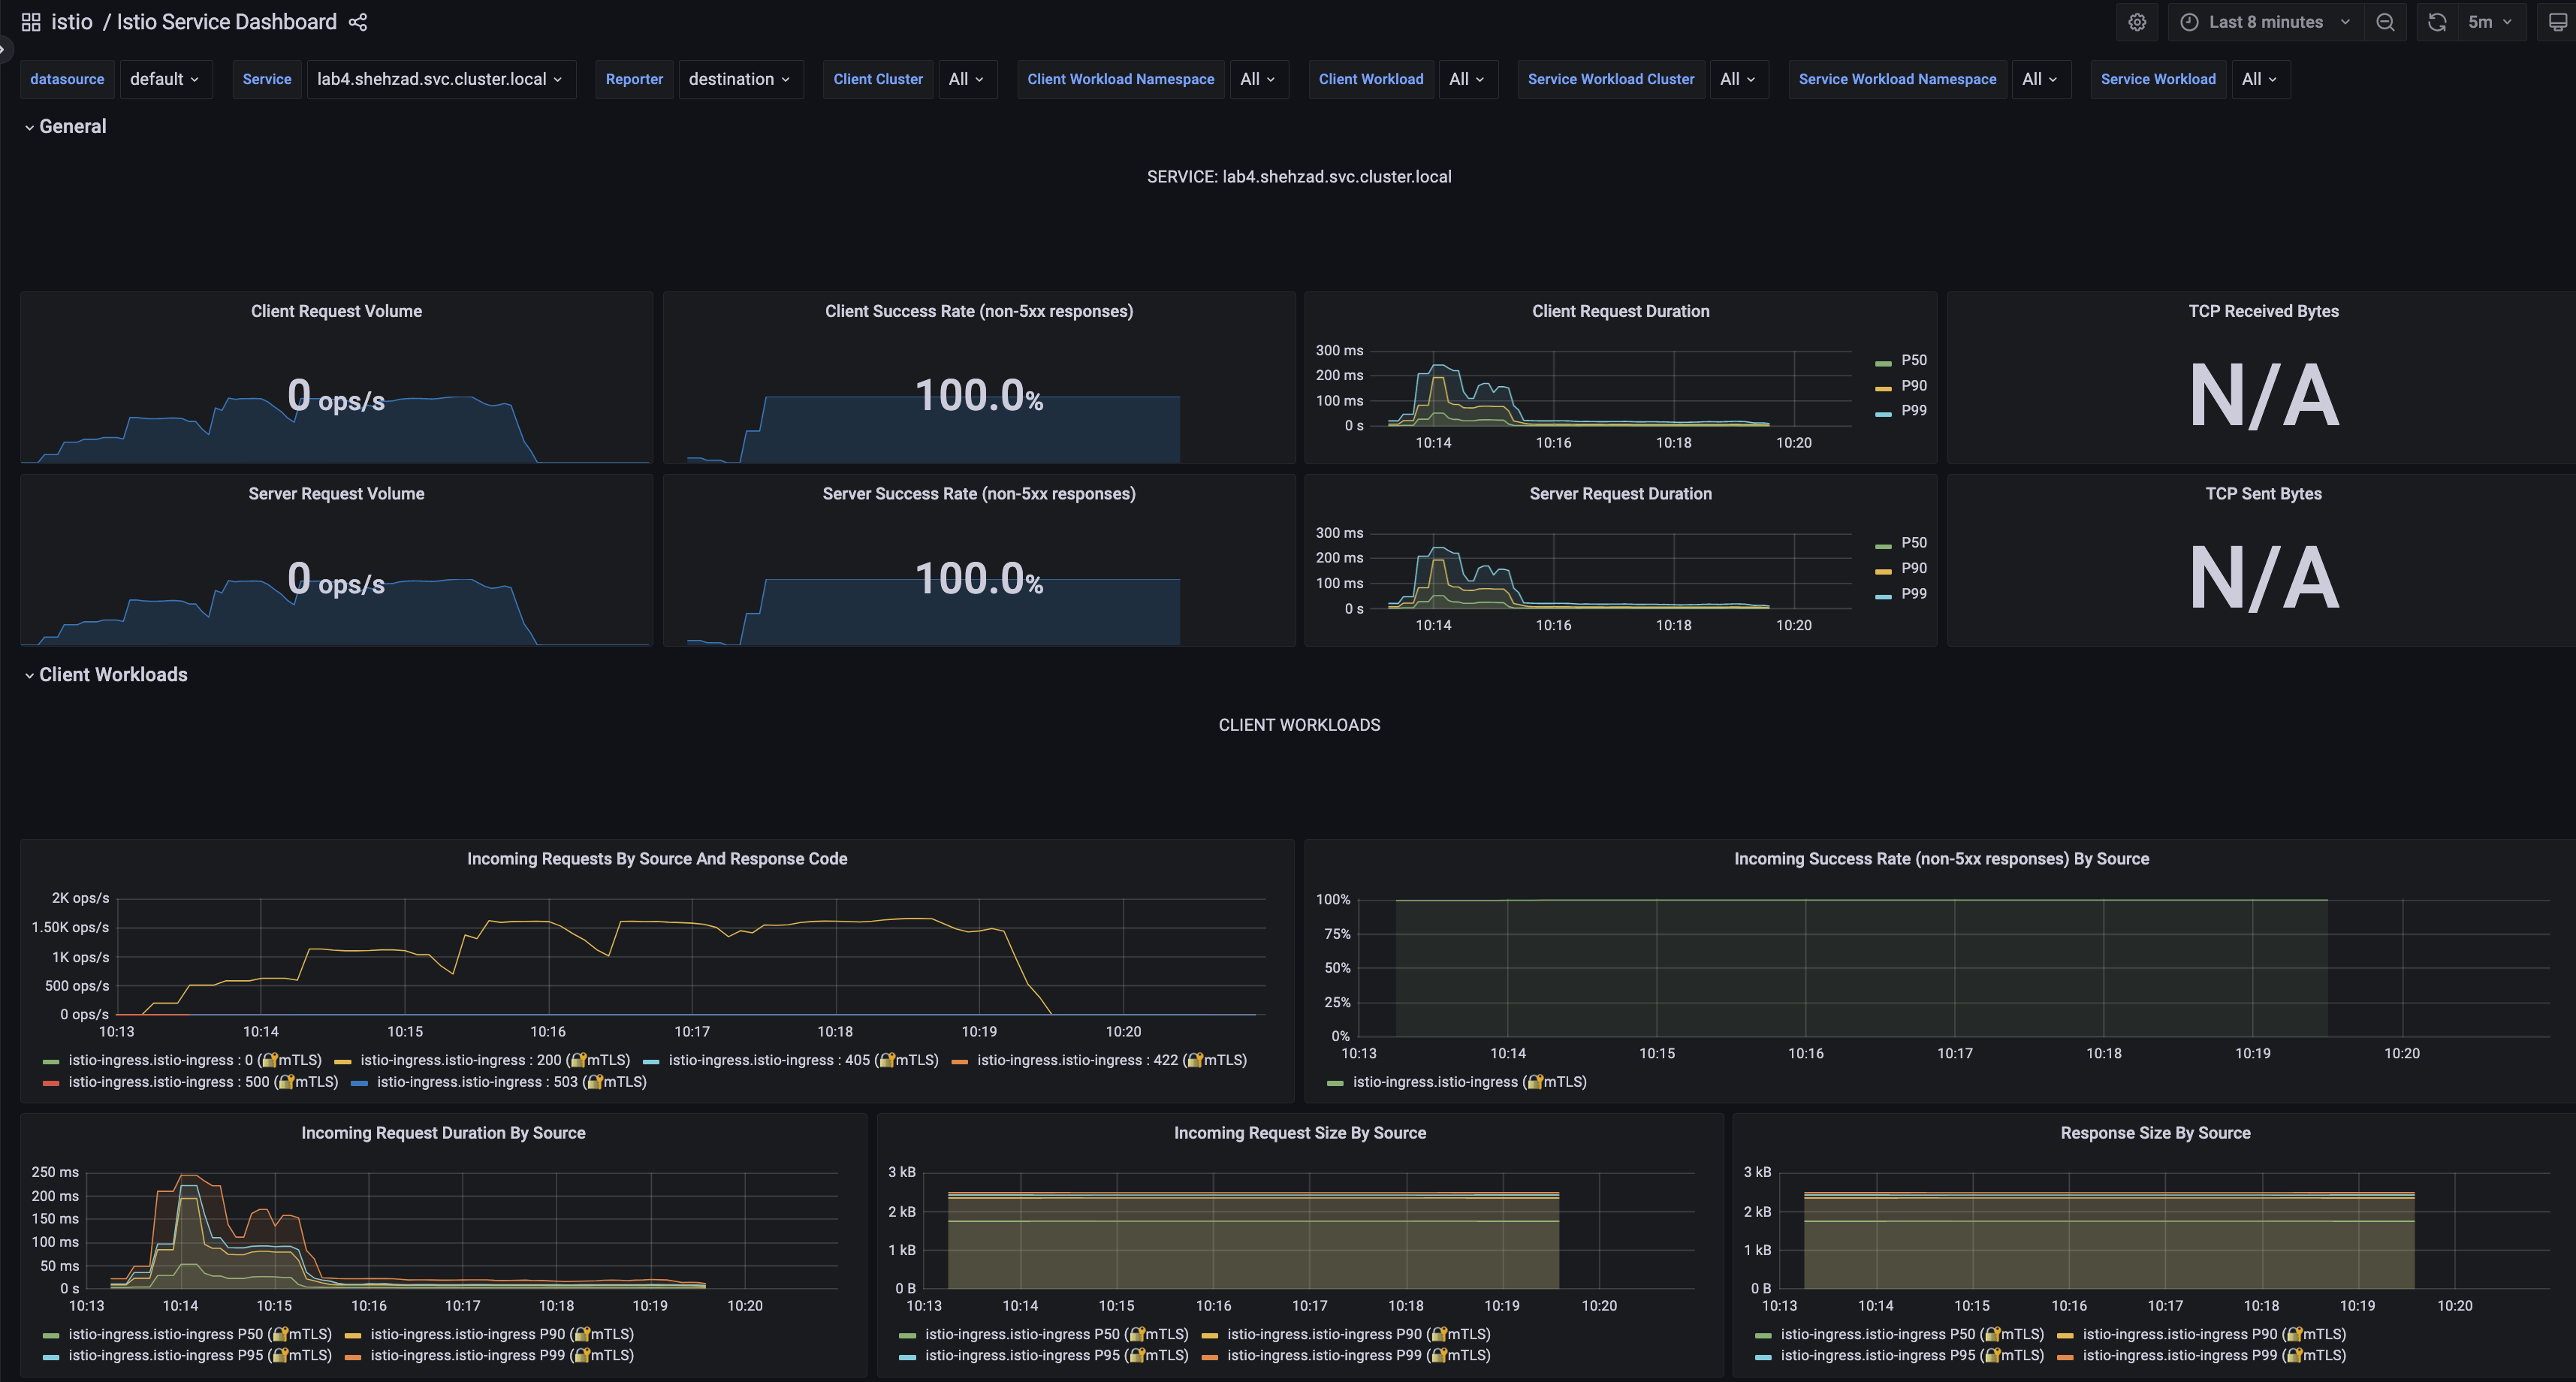 istio / Istio Service Dashboard
Last 8 minutes
5m
datasource default Service lab4.shehzad.svc.cluster.local Reporter destination Client Cluster All Client Workload Namespace All Client Workload All Service Workload Cluster All Service Workload Namespace All Service Workload All
General
SERVICE: lab4.shehzad.svc.cluster.local
Client Request Volume
0 ops/s
Client Success Rate (non-5xx responses)
100.0%
Client Request Duration
300 ms
200 ms
100 ms
0 s
10:14 10:16 10:18 10:20
P50
P90
P99
TCP Received Bytes
N/A
Server Request Volume
0 ops/s
Server Success Rate (non-5xx responses)
100.0%
Server Request Duration
300 ms
200 ms
100 ms
0 s
10:14 10:16 10:18 10:20
P50
P90
P99
TCP Sent Bytes
N/A
Client Workloads
CLIENT WORKLOADS
Incoming Requests By Source And Response Code
2K ops/s
1.50K ops/s
1K ops/s
500 ops/s
0 ops/s
10:13 10:14 10:15 10:16 10:17 10:18 10:19 10:20
istio-ingress.istio-ingress : 0 (🔐mTLS) istio-ingress.istio-ingress : 200 (🔐mTLS) istio-ingress.istio-ingress : 405 (🔐mTLS) istio-ingress.istio-ingress : 422 (🔐mTLS)
istio-ingress.istio-ingress : 500 (🔐mTLS) istio-ingress.istio-ingress : 503 (🔐mTLS)
Incoming Success Rate (non-5xx responses) By Source
100%
75%
50%
25%
0%
10:13 10:14 10:15 10:16 10:17 10:18 10:19 10:20
istio-ingress.istio-ingress (🔐mTLS)
Incoming Request Duration By Source
250 ms
200 ms
150 ms
100 ms
50 ms
0 s
10:13 10:14 10:15 10:16 10:17 10:18 10:19 10:20
istio-ingress.istio-ingress P50 (🔐mTLS) istio-ingress.istio-ingress P90 (🔐mTLS)
istio-ingress.istio-ingress P95 (🔐mTLS) istio-ingress.istio-ingress P99 (🔐mTLS)
Incoming Request Size By Source
3 kB
2 kB
1 kB
0 B
10:13 10:14 10:15 10:16 10:17 10:18 10:19 10:20
istio-ingress.istio-ingress P50 (🔐mTLS) istio-ingress.istio-ingress P90 (🔐mTLS)
istio-ingress.istio-ingress P95 (🔐mTLS) istio-ingress.istio-ingress P99 (🔐mTLS)
Response Size By Source
3 kB
2 kB
1 kB
0 B
10:13 10:14 10:15 10:16 10:17 10:18 10:19 10:20
istio-ingress.istio-ingress P50 (🔐mTLS) istio-ingress.istio-ingress P90 (🔐mTLS)
istio-ingress.istio-ingress P95 (🔐mTLS) istio-ingress.istio-ingress P99 (🔐mTLS)